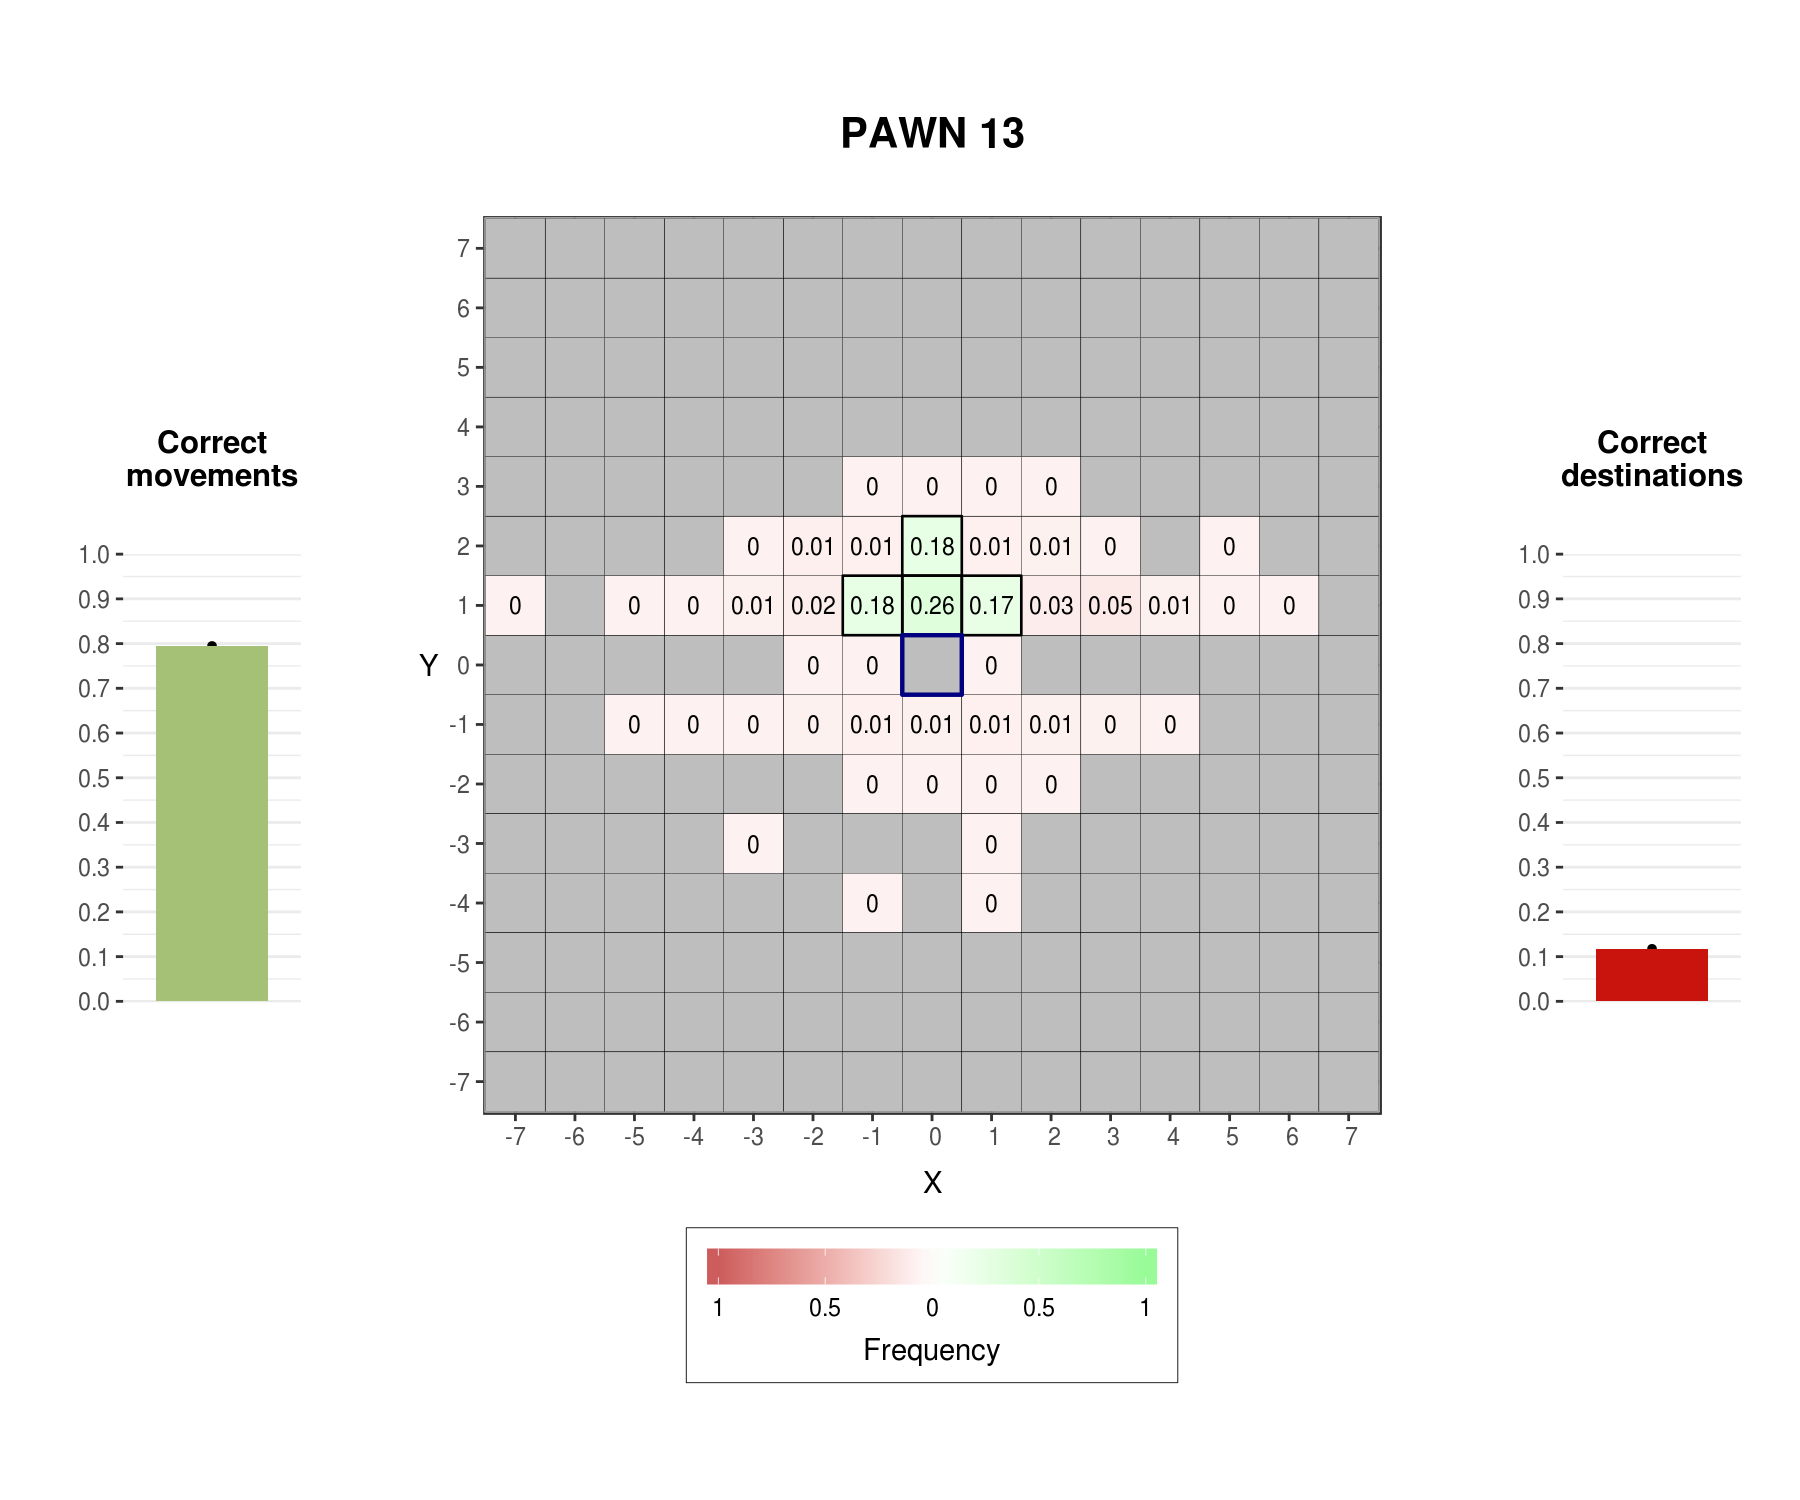 PAWN 13
Correct
movements
1.0
0.9
0.8
0.7
0.6
0.5
0.4
0.3
0.2
0.1
0.0
Y
7
6
5
4
3 0 0 0 0
2 0 0.01 0.01 0.18 0.01 0.01 0 0
1 0 0 0 0.01 0.02 0.18 0.26 0.17 0.03 0.05 0.01 0 0
0 0 0 0
-1 0 0 0 0 0.01 0.01 0.01 0.01 0 0
-2 0 0 0 0
-3 0 0
-4 0 0
-5
-6
-7
-7 -6 -5 -4 -3 -2 -1 0 1 2 3 4 5 6 7
X
1 0.5 0 0.5 1
Frequency
Correct
destinations
1.0
0.9
0.8
0.7
0.6
0.5
0.4
0.3
0.2
0.1
0.0